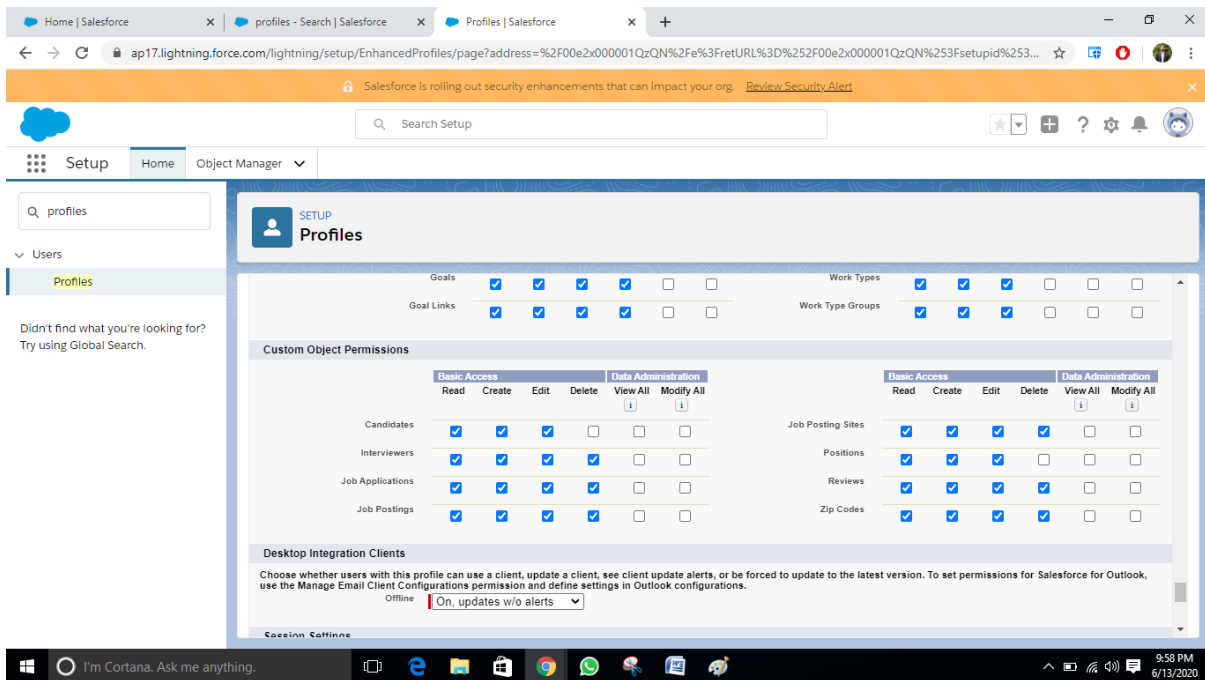 Home | Salesforce
profiles - Search | Salesforce
Profiles | Salesforce
ap17.lightning.force.com/lightning/setup/EnhancedProfiles/page?address=%2F00e2x000001QzQN%2Fe%3FretURL%3D%252F00e2x000001QzQN%253Fsetupid%253...
Salesforce is rolling out security enhancements that can impact your org. Review Security Alert
Search Setup
Setup
Home
Object Manager
profiles
Users
Profiles
Didn't find what you're looking for?
Try using Global Search.
SETUP
Profiles
Goals
Work Types
Goal Links
Work Type Groups
Custom Object Permissions
Basic Access Data Administration Basic Access Data Administration
Read Create Edit Delete View All Modify All Read Create Edit Delete View All Modify All
Candidates
Job Posting Sites
Interviewers
Positions
Job Applications
Reviews
Job Postings
Zip Codes
Desktop Integration Clients
Choose whether users with this profile can use a client, update a client, see client update alerts, or be forced to update to the latest version. To set permissions for Salesforce for Outlook,
use the Manage Email Client Configurations permission and define settings in Outlook configurations.
Offline On, updates w/o alerts
Session Settings
I'm Cortana. Ask me anything.
9:58 PM
6/13/2020